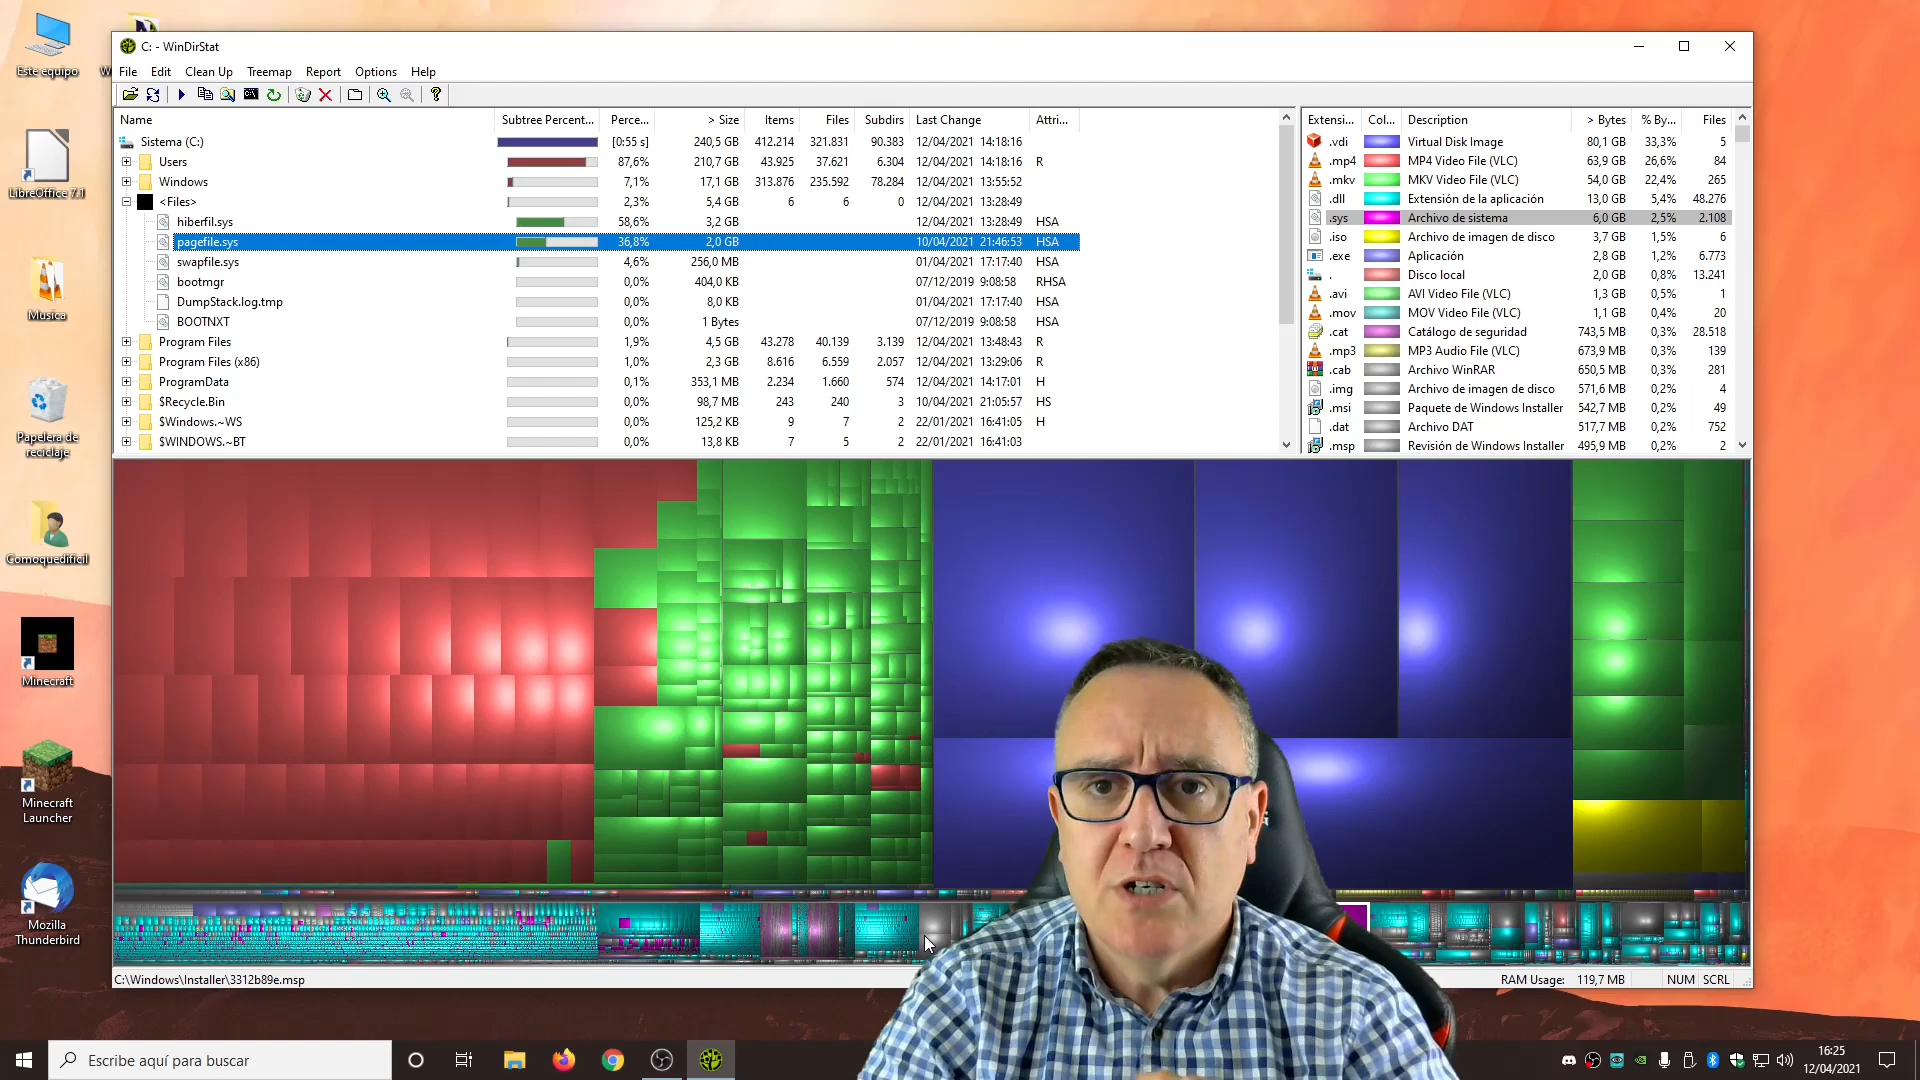 Este equipo
C: - WinDirStat
File Edit Clean Up Treemap Report Options Help
Name Subtree Percent... Perce... > Size Items Files Subdirs Last Change Attri...
Sistema (C:) [0:55 s] 240,5 GB 412.214 321.831 90.383 12/04/2021 14:18:16
Users 87,6% 210,7 GB 43.925 37.621 6.304 12/04/2021 14:18:16 R
Windows 7,1% 17,1 GB 313.876 235.592 78.284 12/04/2021 13:55:52
<Files> 2,3% 5,4 GB 6 6 0 12/04/2021 13:28:49
hiberfil.sys 58,6% 3,2 GB 12/04/2021 13:28:49 HSA
pagefile.sys 36,8% 2,0 GB 10/04/2021 21:46:53 HSA
swapfile.sys 4,6% 256,0 MB 01/04/2021 17:17:40 HSA
bootmgr 0,0% 404,0 KB 07/12/2019 9:08:58 RHSA
DumpStack.log.tmp 0,0% 8,0 KB 01/04/2021 17:17:40 HSA
BOOTNXT 0,0% 1 Bytes 07/12/2019 9:08:58 HSA
Program Files 1,9% 4,5 GB 43.278 40.139 3.139 12/04/2021 13:48:43 R
Program Files (x86) 1,0% 2,3 GB 8.616 6.559 2.057 12/04/2021 13:29:06 R
ProgramData 0,1% 353,1 MB 2.234 1.660 574 12/04/2021 14:17:01 H
$Recycle.Bin 0,0% 98,7 MB 243 240 3 10/04/2021 21:05:57 HS
$Windows.~WS 0,0% 125,2 KB 9 7 2 22/01/2021 16:41:05 H
$WINDOWS.~BT 0,0% 13,8 KB 7 5 2 22/01/2021 16:41:03
Extensi... Col... Description > Bytes % By... Files
.vdi Virtual Disk Image 80,1 GB 33,3% 5
.mp4 MP4 Video File (VLC) 63,9 GB 26,6% 84
.mkv MKV Video File (VLC) 54,0 GB 22,4% 265
.dll Extensión de la aplicación 13,0 GB 5,4% 48.276
.sys Archivo de sistema 6,0 GB 2,5% 2.108
.iso Archivo de imagen de disco 3,7 GB 1,5% 6
.exe Aplicación 2,8 GB 1,2% 6.773
. Disco local 2,0 GB 0,8% 13.241
.avi AVI Video File (VLC) 1,3 GB 0,5% 1
.mov MOV Video File (VLC) 1,1 GB 0,4% 20
.cat Catálogo de seguridad 743,5 MB 0,3% 28.518
.mp3 MP3 Audio File (VLC) 673,9 MB 0,3% 139
.cab Archivo WinRAR 650,5 MB 0,3% 281
.img Archivo de imagen de disco 571,6 MB 0,2% 4
.msi Paquete de Windows Installer 542,7 MB 0,2% 49
.dat Archivo DAT 517,7 MB 0,2% 752
.msp Revisión de Windows Installer 495,9 MB 0,2% 2
LibreOffice 7.1
Musica
Papelera de
reciclaje
Comoquedificil
Minecraft
Minecraft
Launcher
Mozilla
Thunderbird
C:\Windows\Installer\3312b89e.msp
RAM Usage: 119,7 MB NUM SCRL
Escribe aquí para buscar
16:25
12/04/2021